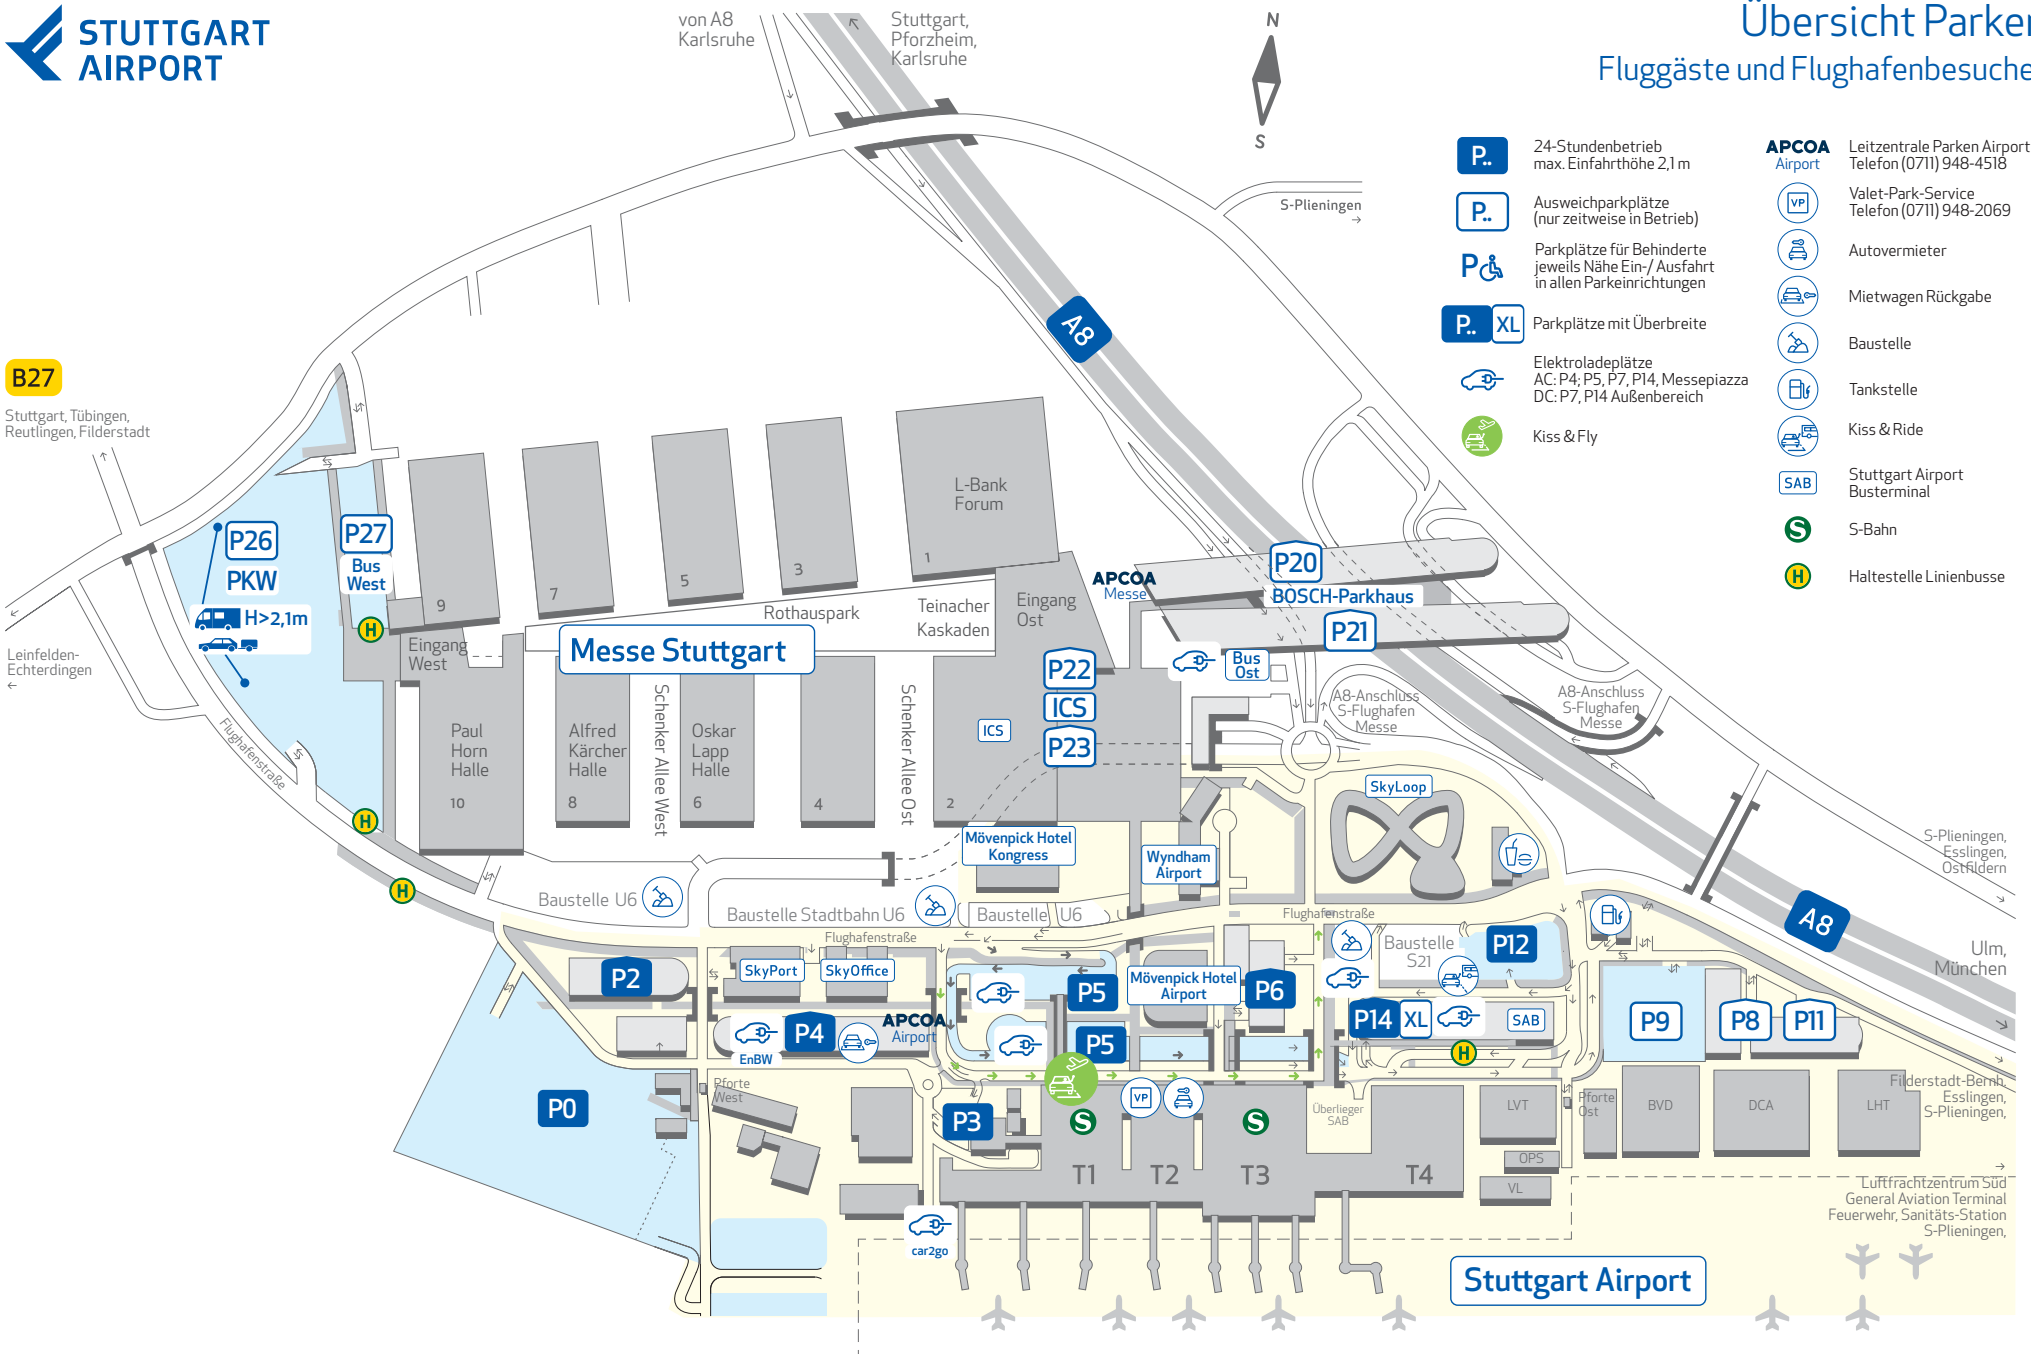 STUTTGART
AIRPORT
von A8
Karlsruhe
Stuttgart,
Pforzheim,
Karlsruhe
N
S
Übersicht Parken
Fluggäste und Flughafenbesuche
P..
24-Stundenbetrieb
max. Einfahrthöhe 2,1 m
P..
Ausweichparkplätze
(nur zeitweise in Betrieb)
P
Parkplätze für Behinderte
jeweils Nähe Ein-/ Ausfahrt
in allen Parkeinrichtungen
P.. XL
Parkplätze mit Überbreite
Elektroladeplätze
AC: P4; P5, P7, P14, Messepiazza
DC: P7, P14 Außenbereich
Kiss & Fly
APCOA
Airport
Leitzentrale Parken Airport
Telefon (0711) 948-4518
VP
Valet-Park-Service
Telefon (0711) 948-2069
Autovermieter
Mietwagen Rückgabe
Baustelle
Tankstelle
Kiss & Ride
SAB
Stuttgart Airport
Busterminal
S
S-Bahn
H
Haltestelle Linienbusse
S-Plieningen
A8
B27
Stuttgart, Tübingen,
Reutlingen, Filderstadt
Leinfelden-
Echterdingen
P26
PKW
H>2,1m
P27
Bus
West
H
9
7
5
3
L-Bank
Forum
1
Rothauspark
Teinacher
Kaskaden
Eingang
Ost
Eingang
West
Messe Stuttgart
APCOA
Messe
P20
BOSCH-Parkhaus
P21
Bus
Ost
P22
ICS
P23
ICS
A8-Anschluss
S-Flughafen
Messe
A8-Anschluss
S-Flughafen
Messe
Paul
Horn
Halle
10
Alfred
Kärcher
Halle
8
Schenker Allee West
Oskar
Lapp
Halle
6
4
Schenker Allee Ost
2
Flughafenstraße
H
H
SkyLoop
Mövenpick Hotel
Kongress
Wyndham
Airport
S-Plieningen,
Esslingen,
Ostfildern
A8
Ulm,
München
Baustelle U6
Baustelle Stadtbahn U6
Baustelle U6
Flughafenstraße
Flughafenstraße
P2
SkyPort
SkyOffice
P5
Mövenpick Hotel
Airport
P6
Baustelle
S21
P12
P4
EnBW
APCOA
Airport
P5
P14 XL
SAB
H
P9
P8
P11
P0
Pforte
West
P3
VP
S
S
Überlieger
SAB
LVT
Pforte
Ost
BVD
DCA
LHT
Filderstadt-Bernh.
Esslingen,
S-Plieningen,
T1
T2
T3
T4
OPS
VL
Luftfrachtzentrum Süd
General Aviation Terminal
Feuerwehr, Sanitäts-Station
S-Plieningen,
car2go
Stuttgart Airport